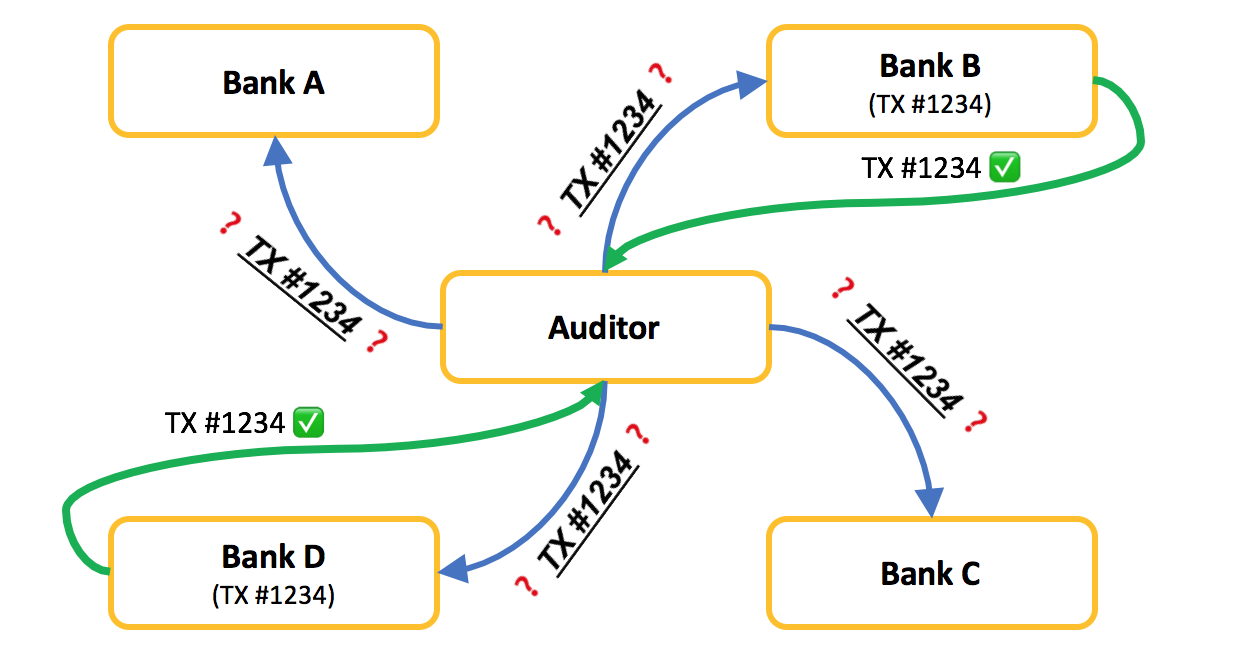 Bank A
Bank B
(TX #1234)
? TX #1234 ?
TX #1234 ✅
? TX #1234 ?
Auditor
? TX #1234 ?
TX #1234 ✅
? TX #1234 ?
Bank D
(TX #1234)
Bank C